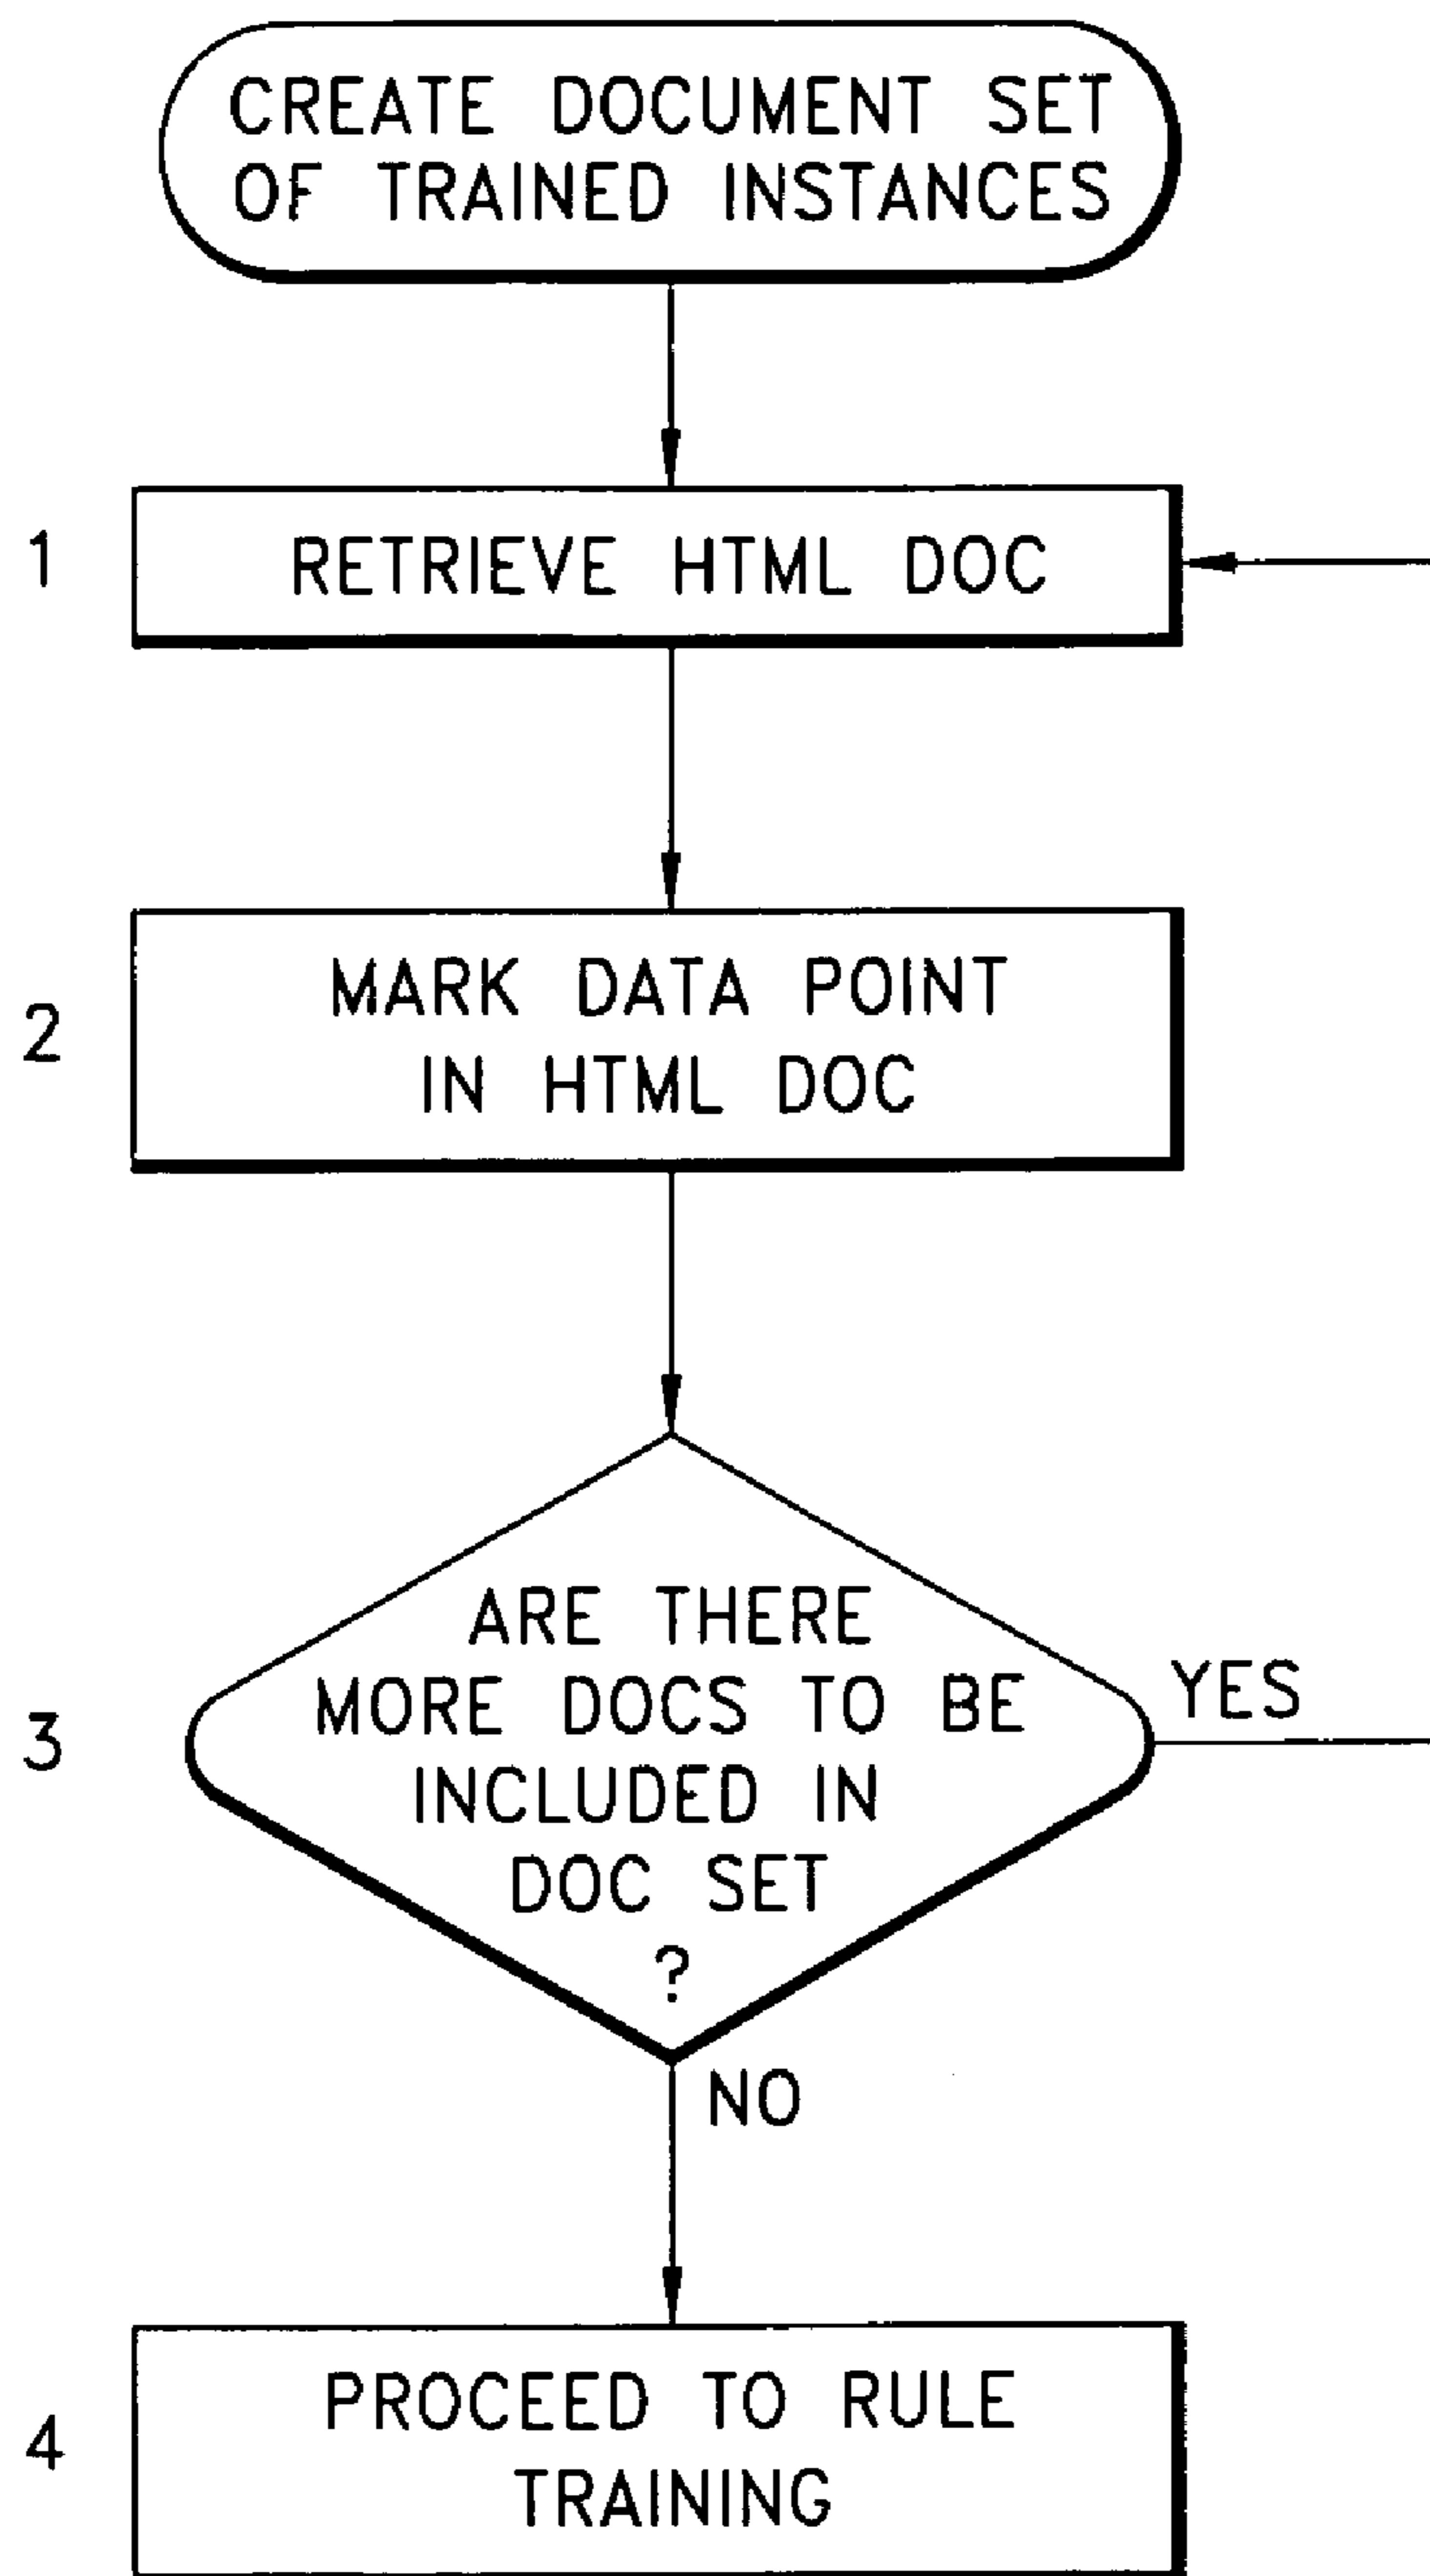 CREATE DOCUMENT SET
OF TRAINED INSTANCES
1
RETRIEVE HTML DOC
2
MARK DATA POINT
IN HTML DOC
3
ARE THERE
MORE DOCS TO BE
INCLUDED IN
DOC SET
?
YES
NO
4
PROCEED TO RULE
TRAINING